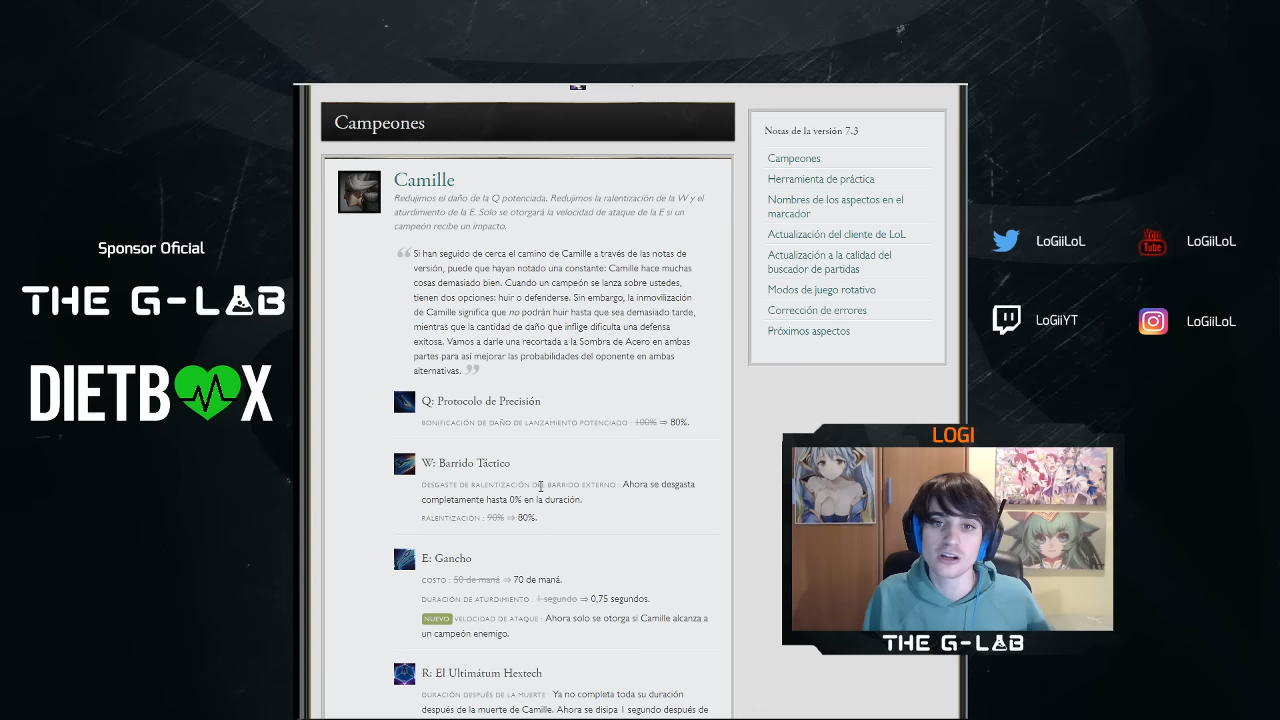 Sponsor Oficial
THE G-LAB
DIETBOX
Campeones
Camille
Redujimos el daño de la Q potenciada. Redujimos la ralentización de la W y el
aturdimiento de la E. Solo se otorgará la velocidad de ataque de la E si un
campeón recibe un impacto.
Si han seguido de cerca el camino de Camille a través de las notas de
versión, puede que hayan notado una constante: Camille hace muchas
cosas demasiado bien. Cuando un campeón se lanza sobre ustedes,
tienen dos opciones: huir o defenderse. Sin embargo, la inmovilización
de Camille significa que no podrán huir hasta que sea demasiado tarde,
mientras que la cantidad de daño que inflige dificulta una defensa
exitosa. Vamos a darle una recortada a la Sombra de Acero en ambas
partes para así mejorar las probabilidades del oponente en ambas
alternativas.
Q: Protocolo de Precisión
BONIFICACIÓN DE DAÑO DE LANZAMIENTO POTENCIADO : 100% ⇒ 80%.
W: Barrido Táctico
DESGASTE DE RALENTIZACIÓN DEL BARRIDO EXTERNO : Ahora se desgasta
completamente hasta 0% en la duración.
RALENTIZACIÓN : 90% ⇒ 80%.
E: Gancho
COSTO : 50 de maná ⇒ 70 de maná.
DURACIÓN DE ATURDIMIENTO : 1 segundo ⇒ 0,75 segundos.
NUEVO VELOCIDAD DE ATAQUE : Ahora solo se otorga si Camille alcanza a
un campeón enemigo.
R: El Ultimátum Hextech
DURACIÓN DESPUÉS DE LA MUERTE : Ya no completa toda su duración
después de la muerte de Camille. Ahora se disipa 1 segundo después de
Notas de la versión 7.3
Campeones
Herramienta de práctica
Nombres de los aspectos en el
marcador
Actualización del cliente de LoL
Actualización a la calidad del
buscador de partidas
Modos de juego rotativo
Corrección de errores
Próximos aspectos
LoGiiLoL
You Tube LoGiiLoL
LoGiiYT
LoGiiLoL
LOGI
THE G-LAB